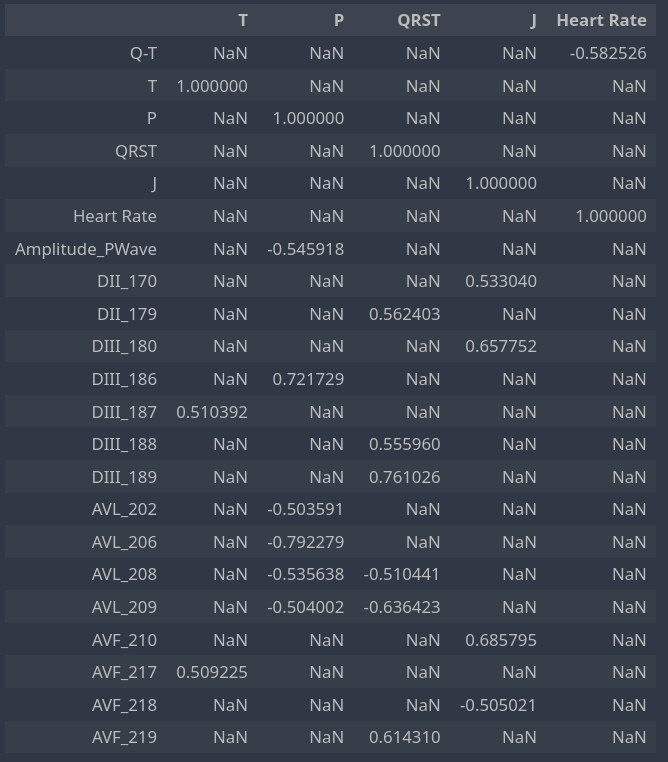 T P QRST J Heart Rate
Q-T NaN NaN NaN NaN -0.582526
T 1.000000 NaN NaN NaN NaN
P NaN 1.000000 NaN NaN NaN
QRST NaN NaN 1.000000 NaN NaN
J NaN NaN NaN 1.000000 NaN
Heart Rate NaN NaN NaN NaN 1.000000
Amplitude_PWave NaN -0.545918 NaN NaN NaN
DII_170 NaN NaN NaN 0.533040 NaN
DII_179 NaN NaN 0.562403 NaN NaN
DIII_180 NaN NaN NaN 0.657752 NaN
DIII_186 NaN 0.721729 NaN NaN NaN
DIII_187 0.510392 NaN NaN NaN NaN
DIII_188 NaN NaN 0.555960 NaN NaN
DIII_189 NaN NaN 0.761026 NaN NaN
AVL_202 NaN -0.503591 NaN NaN NaN
AVL_206 NaN -0.792279 NaN NaN NaN
AVL_208 NaN -0.535638 -0.510441 NaN NaN
AVL_209 NaN -0.504002 -0.636423 NaN NaN
AVF_210 NaN NaN NaN 0.685795 NaN
AVF_217 0.509225 NaN NaN NaN NaN
AVF_218 NaN NaN NaN -0.505021 NaN
AVF_219 NaN NaN 0.614310 NaN NaN